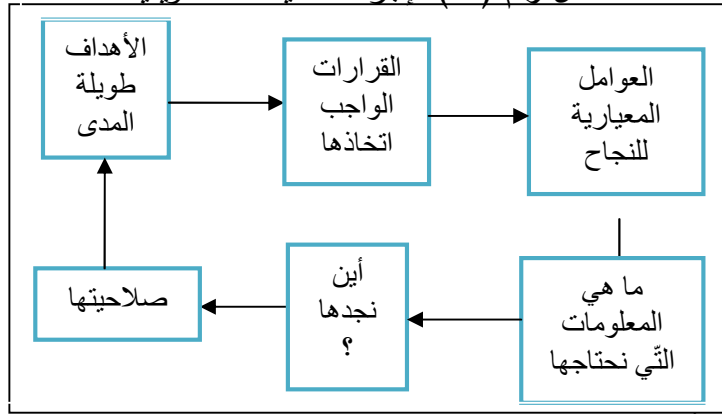 الأهداف
طويلة
المدى
القرارات
الواجب
اتخاذها
العوامل
المعيارية
للنجاح
ما هي
المعلومات
التّي نحتاجها
أين
نجدها
؟
صلاحيتها